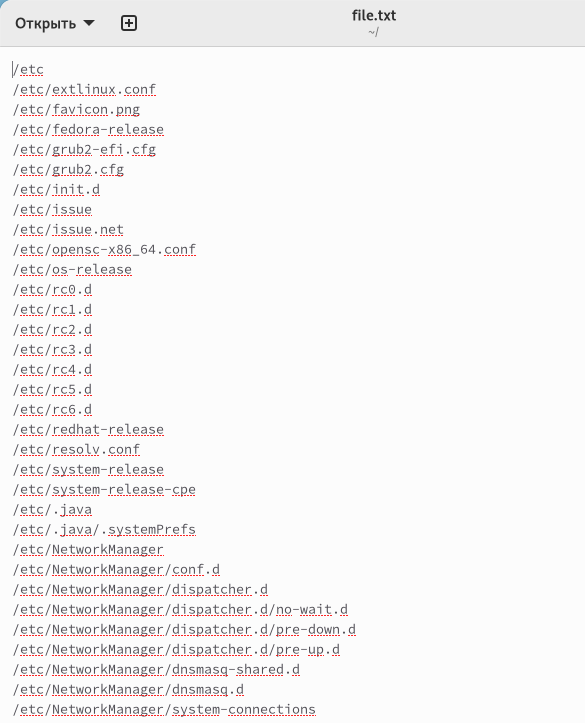 Открыть
file.txt
~/
/etc
/etc/extlinux.conf
/etc/favicon.png
/etc/fedora-release
/etc/grub2-efi.cfg
/etc/grub2.cfg
/etc/init.d
/etc/issue
/etc/issue.net
/etc/opensc-x86_64.conf
/etc/os-release
/etc/rc0.d
/etc/rc1.d
/etc/rc2.d
/etc/rc3.d
/etc/rc4.d
/etc/rc5.d
/etc/rc6.d
/etc/redhat-release
/etc/resolv.conf
/etc/system-release
/etc/system-release-cpe
/etc/.java
/etc/.java/.systemPrefs
/etc/NetworkManager
/etc/NetworkManager/conf.d
/etc/NetworkManager/dispatcher.d
/etc/NetworkManager/dispatcher.d/no-wait.d
/etc/NetworkManager/dispatcher.d/pre-down.d
/etc/NetworkManager/dispatcher.d/pre-up.d
/etc/NetworkManager/dnsmasq-shared.d
/etc/NetworkManager/dnsmasq.d
/etc/NetworkManager/system-connections